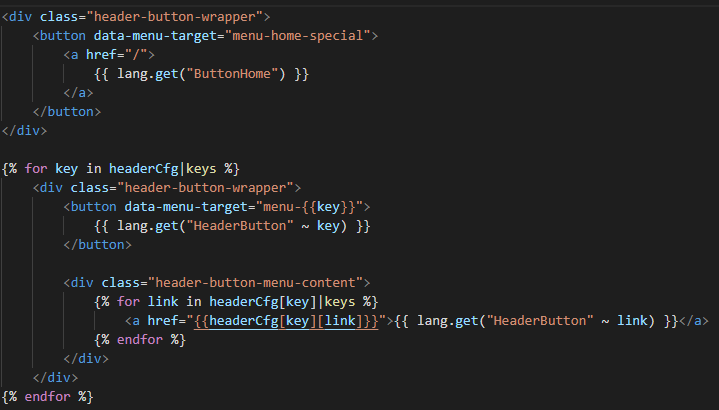 <div class="header-button-wrapper">
    <button data-menu-target="menu-home-special">
        <a href="/">
            {{ lang.get("ButtonHome") }}
        </a>
    </button>
</div>

{% for key in headerCfg|keys %}
    <div class="header-button-wrapper">
        <button data-menu-target="menu-{{key}}">
            {{ lang.get("HeaderButton" ~ key) }}
        </button>

        <div class="header-button-menu-content">
            {% for link in headerCfg[key]|keys %}
                <a href="{{headerCfg[key][link]}}">{{ lang.get("HeaderButton" ~ link) }}</a>
            {% endfor %}
        </div>
    </div>
{% endfor %}